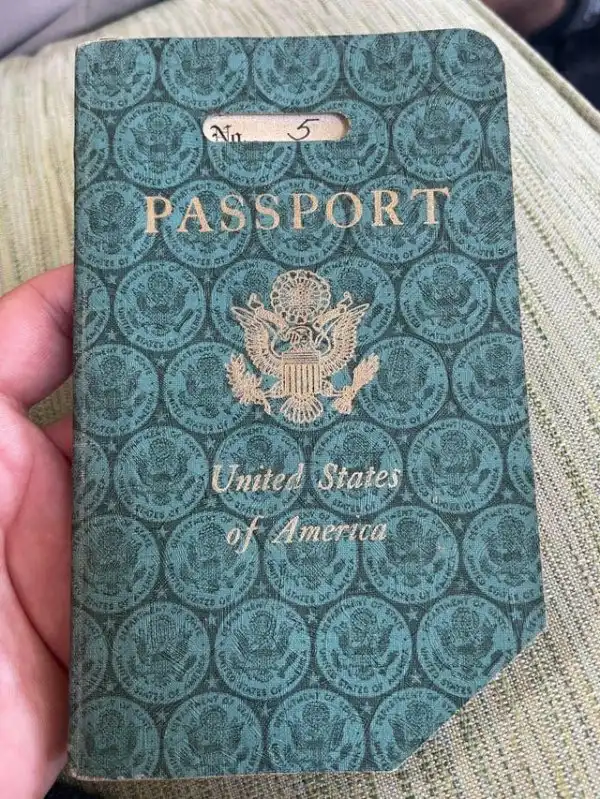 No. 5
PASSPORT
United States
of America